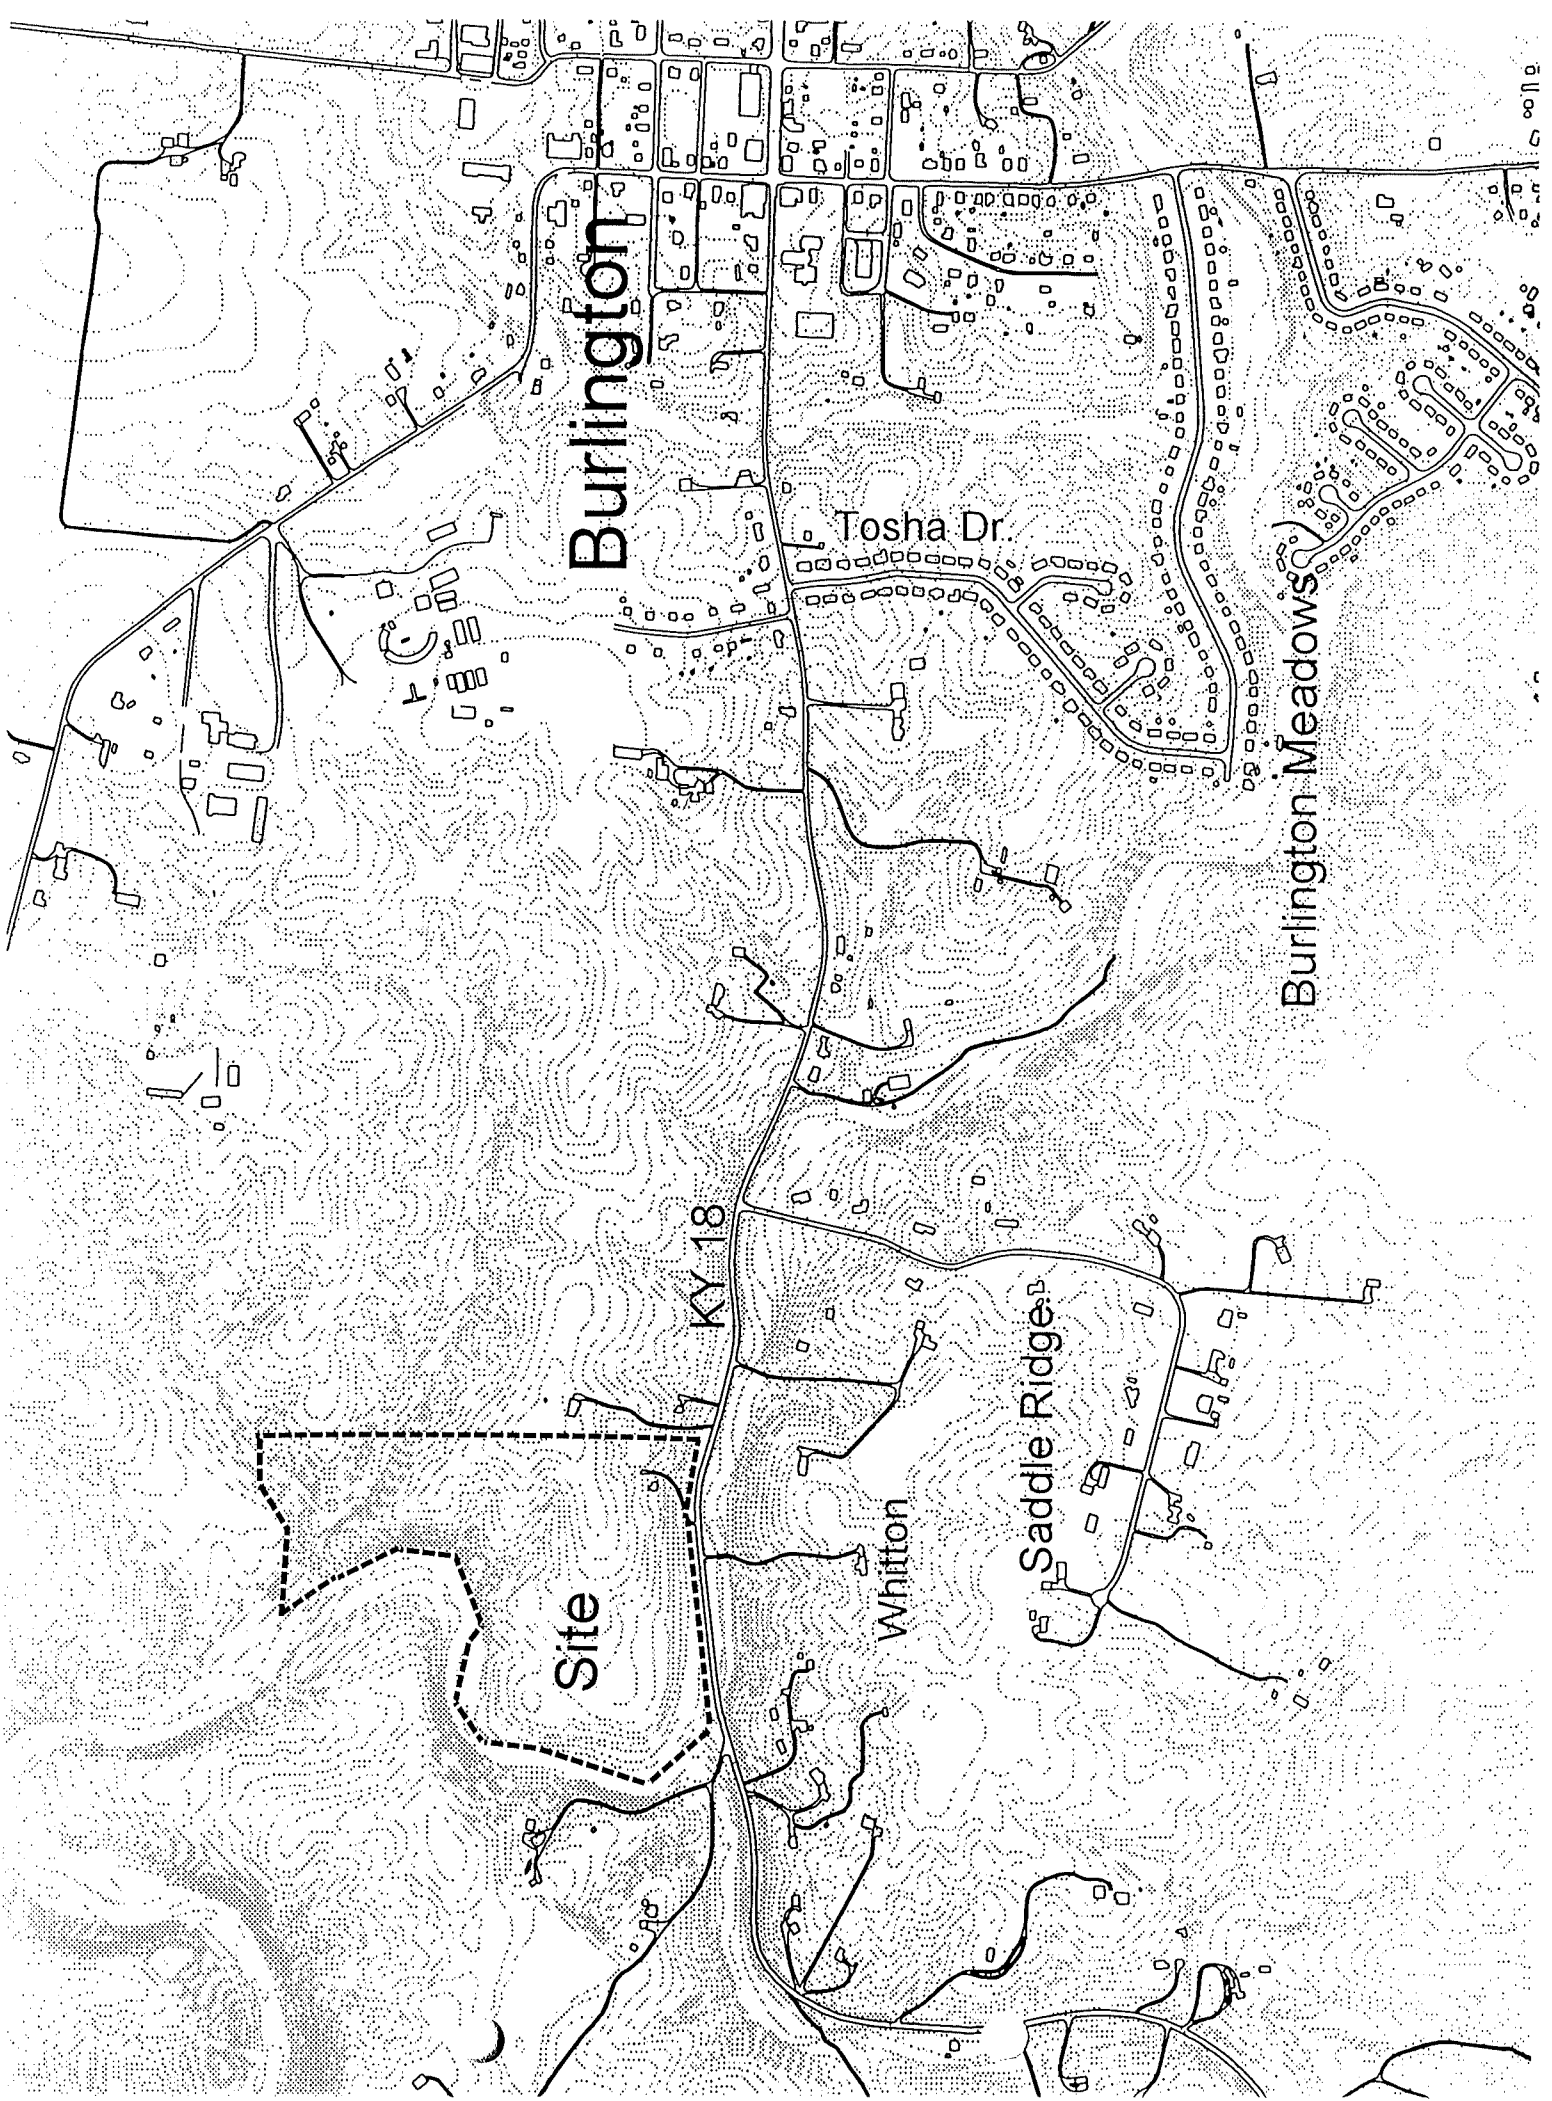 Burlington
Tosha Dr.
Burlington Meadows
KY 18
Saddle Ridge
Whitton
Site